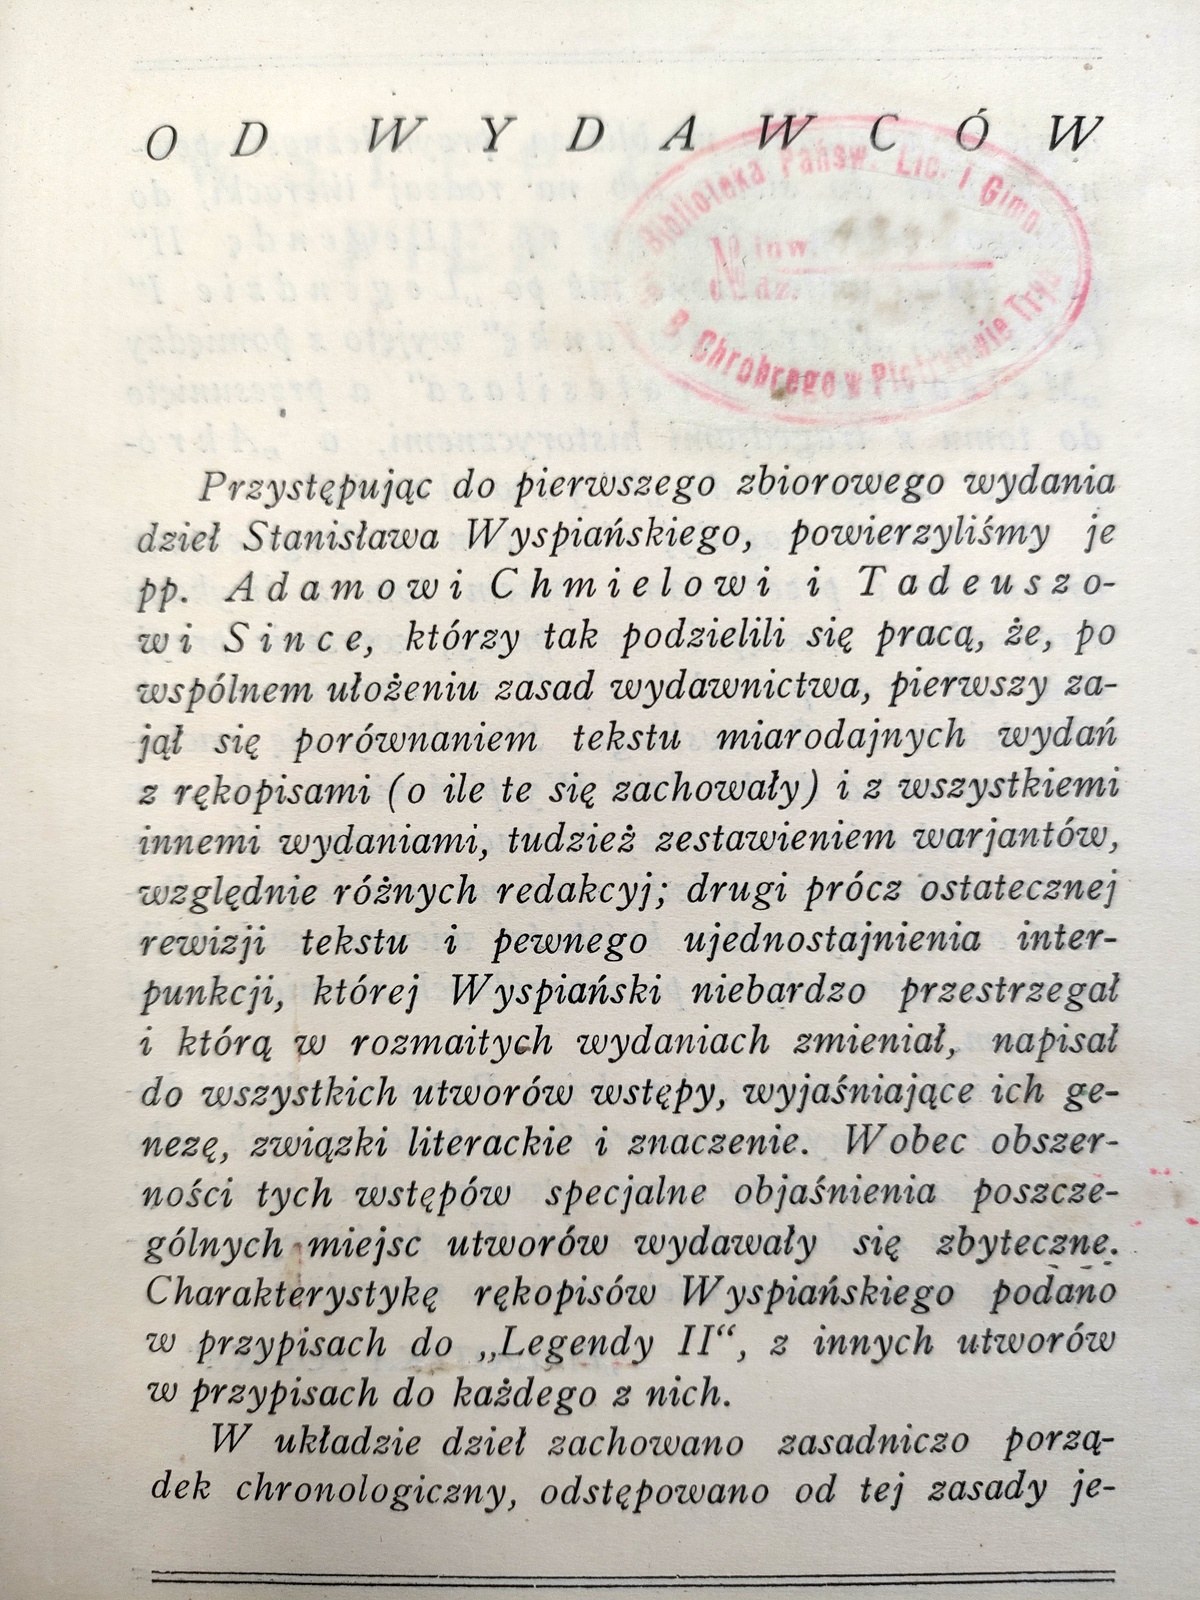 OD WYDAWCÓW
Biblioteka Państw. Lic. i Gimn.
B. Chrobrego w Piotrkowie Tryb.
Przystępując do pierwszego zbiorowego wydania
dzieł Stanisława Wyspiańskiego, powierzyliśmy je
pp. Adamowi Chmielowi i Tadeuszo-
wi Since, którzy tak podzielili się pracą, że, po
wspólnem ułożeniu zasad wydawnictwa, pierwszy za-
jął się porównaniem tekstu miarodajnych wydań
z rękopisami (o ile te się zachowały) i z wszystkiemi
innemi wydaniami, tudzież zestawieniem warjantów,
względnie różnych redakcyj; drugi prócz ostatecznej
rewizji tekstu i pewnego ujednostajnienia inter-
punkcji, której Wyspiański niebardzo przestrzegał
i którą w rozmaitych wydaniach zmieniał, napisał
do wszystkich utworów wstępy, wyjaśniające ich ge-
nezę, związki literackie i znaczenie. Wobec obszer-
ności tych wstępów specjalne objaśnienia poszcze-
gólnych miejsc utworów wydawały się zbyteczne.
Charakterystykę rękopisów Wyspiańskiego podano
w przypisach do „Legendy II“, z innych utworów
w przypisach do każdego z nich.
W układzie dzieł zachowano zasadniczo porzą-
dek chronologiczny, odstępowano od tej zasady je-